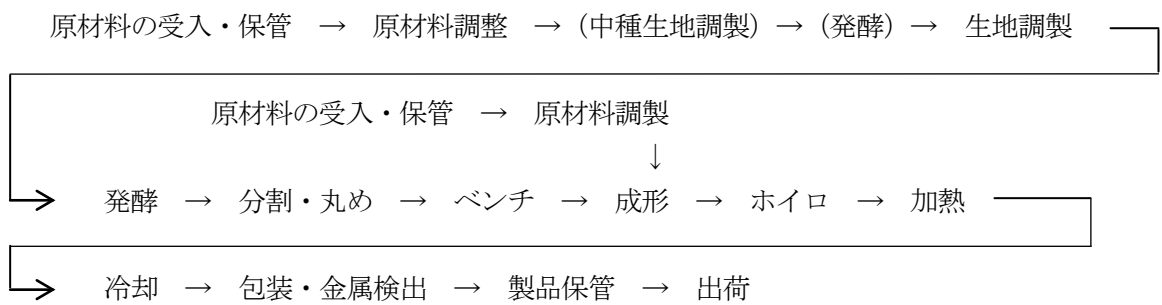 原材料の受入・保管 → 原材料調整 →（中種生地調製）→（発酵）→ 生地調製
原材料の受入・保管 → 原材料調製
↓
発酵 → 分割・丸め → ベンチ → 成形 → ホイロ → 加熱
冷却 → 包装・金属検出 → 製品保管 → 出荷